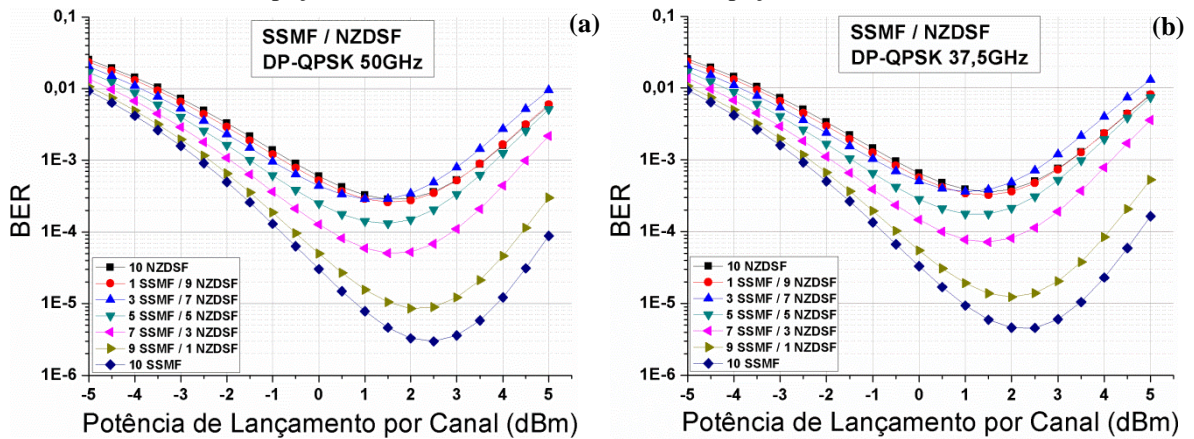 (a)
SSMF / NZDSF
DP-QPSK 50GHz
BER
0,1
0,01
1E-3
1E-4
1E-5
1E-6
10 NZDSF
1 SSMF / 9 NZDSF
3 SSMF / 7 NZDSF
5 SSMF / 5 NZDSF
7 SSMF / 3 NZDSF
9 SSMF / 1 NZDSF
10 SSMF
-5 -4 -3 -2 -1 0 1 2 3 4 5
Potência de Lançamento por Canal (dBm)
(b)
SSMF / NZDSF
DP-QPSK 37,5GHz
BER
0,1
0,01
1E-3
1E-4
1E-5
1E-6
10 NZDSF
1 SSMF / 9 NZDSF
3 SSMF / 7 NZDSF
5 SSMF / 5 NZDSF
7 SSMF / 3 NZDSF
9 SSMF / 1 NZDSF
10 SSMF
-5 -4 -3 -2 -1 0 1 2 3 4 5
Potência de Lançamento por Canal (dBm)